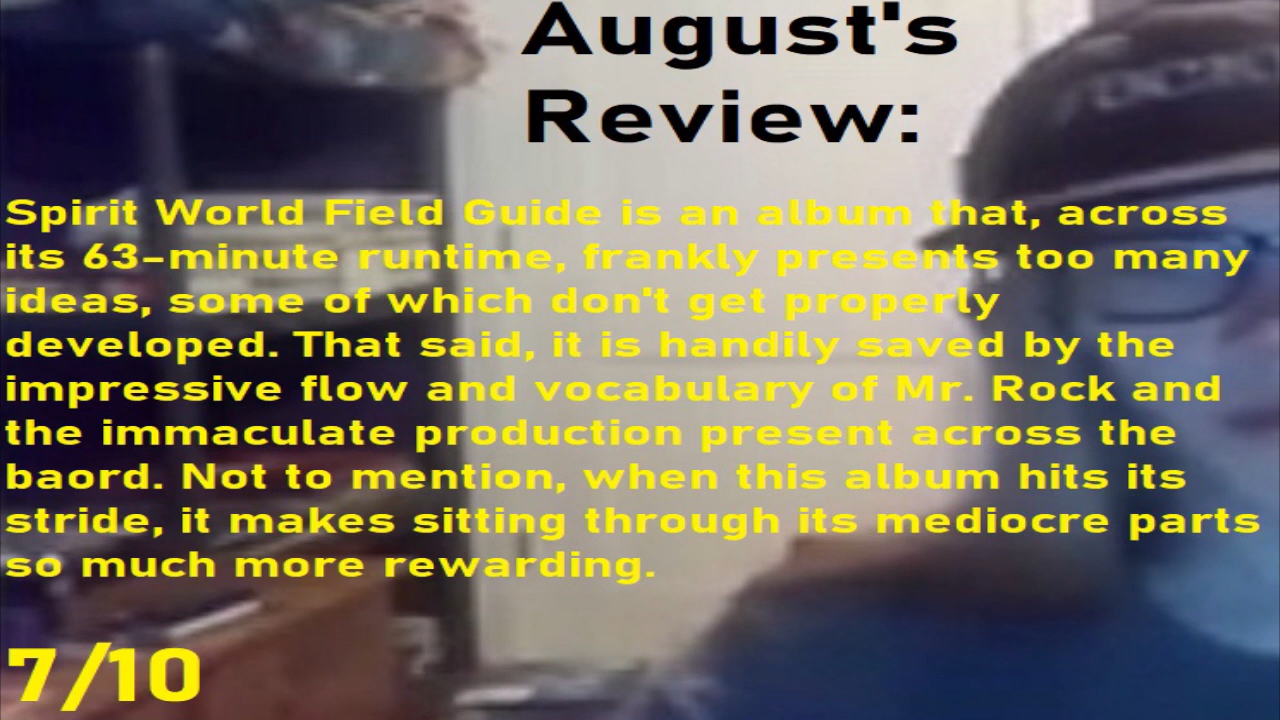 August's
Review:
Spirit World Field Guide is an album that, across
its 63-minute runtime, frankly presents too many
ideas, some of which don't get properly
developed. That said, it is handily saved by the
impressive flow and vocabulary of Mr. Rock and
the immaculate production present across the
baord. Not to mention, when this album hits its
stride, it makes sitting through its mediocre parts
so much more rewarding.
7/10